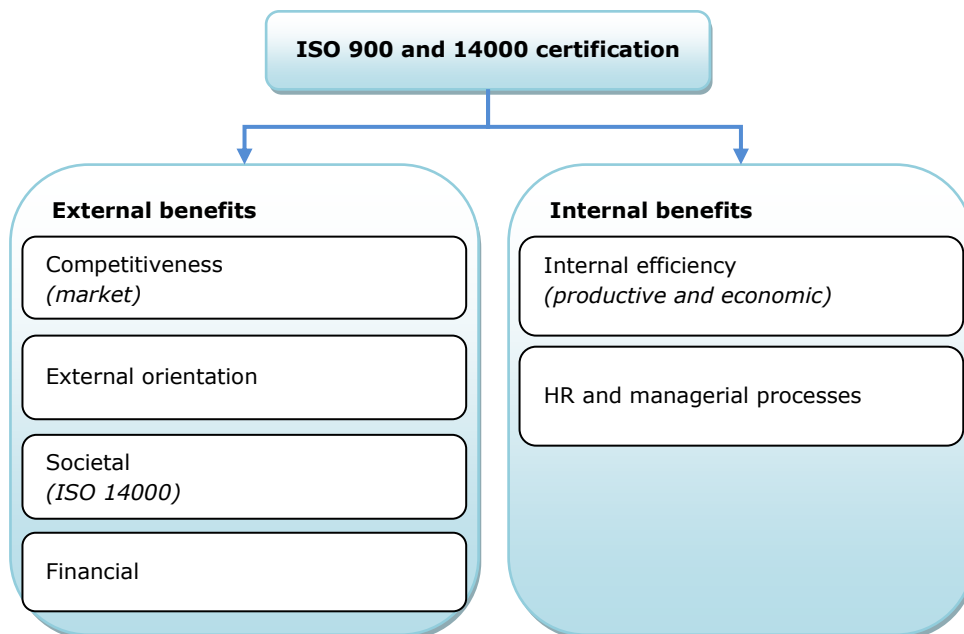 ISO 900 and 14000 certification
External benefits
Competitiveness
(market)
External orientation
Societal
(ISO 14000)
Financial
Internal benefits
Internal efficiency
(productive and economic)
HR and managerial processes